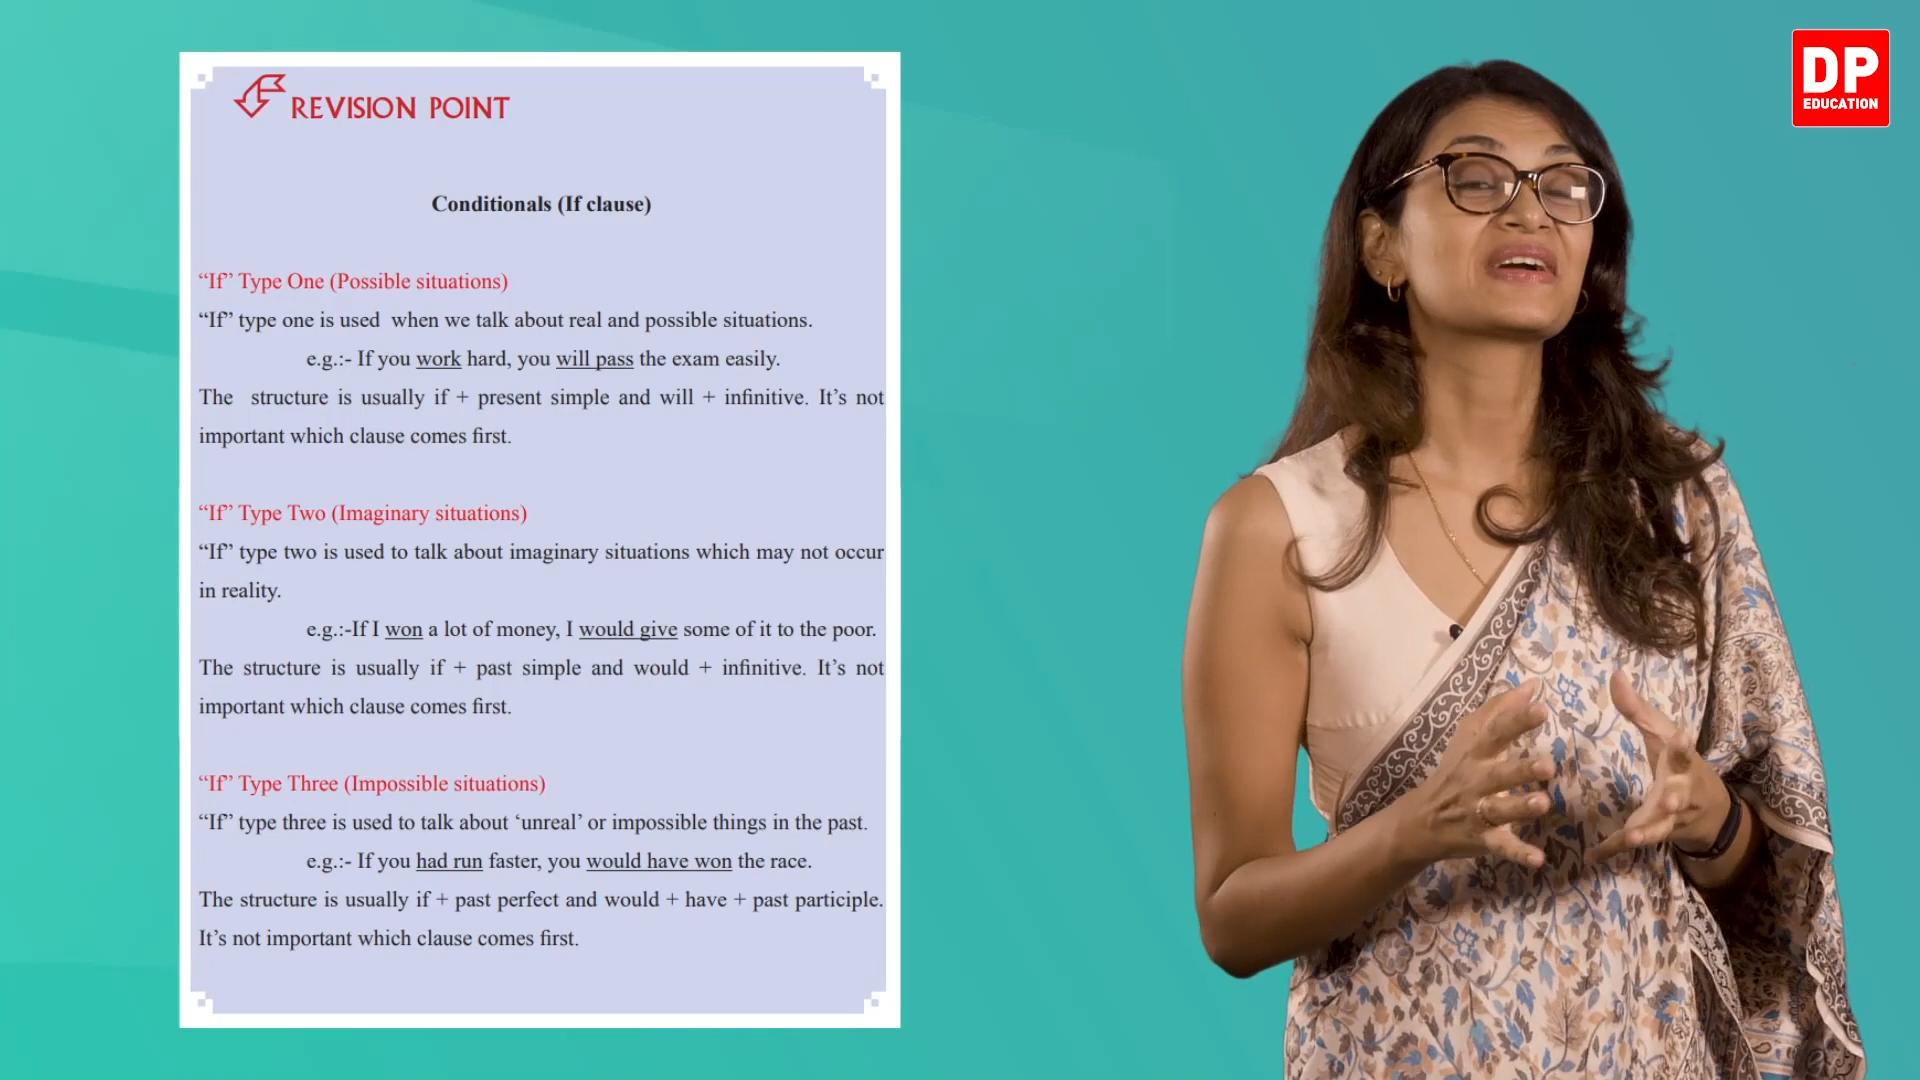 REVISION POINT
Conditionals (If clause)
“If” Type One (Possible situations)
“If” type one is used when we talk about real and possible situations.
e.g.:- If you work hard, you will pass the exam easily.
The structure is usually if + present simple and will + infinitive. It’s not
important which clause comes first.
“If” Type Two (Imaginary situations)
“If” type two is used to talk about imaginary situations which may not occur
in reality.
e.g.:-If I won a lot of money, I would give some of it to the poor.
The structure is usually if + past simple and would + infinitive. It’s not
important which clause comes first.
“If” Type Three (Impossible situations)
“If” type three is used to talk about ‘unreal’ or impossible things in the past.
e.g.:- If you had run faster, you would have won the race.
The structure is usually if + past perfect and would + have + past participle.
It’s not important which clause comes first.
DP
EDUCATION